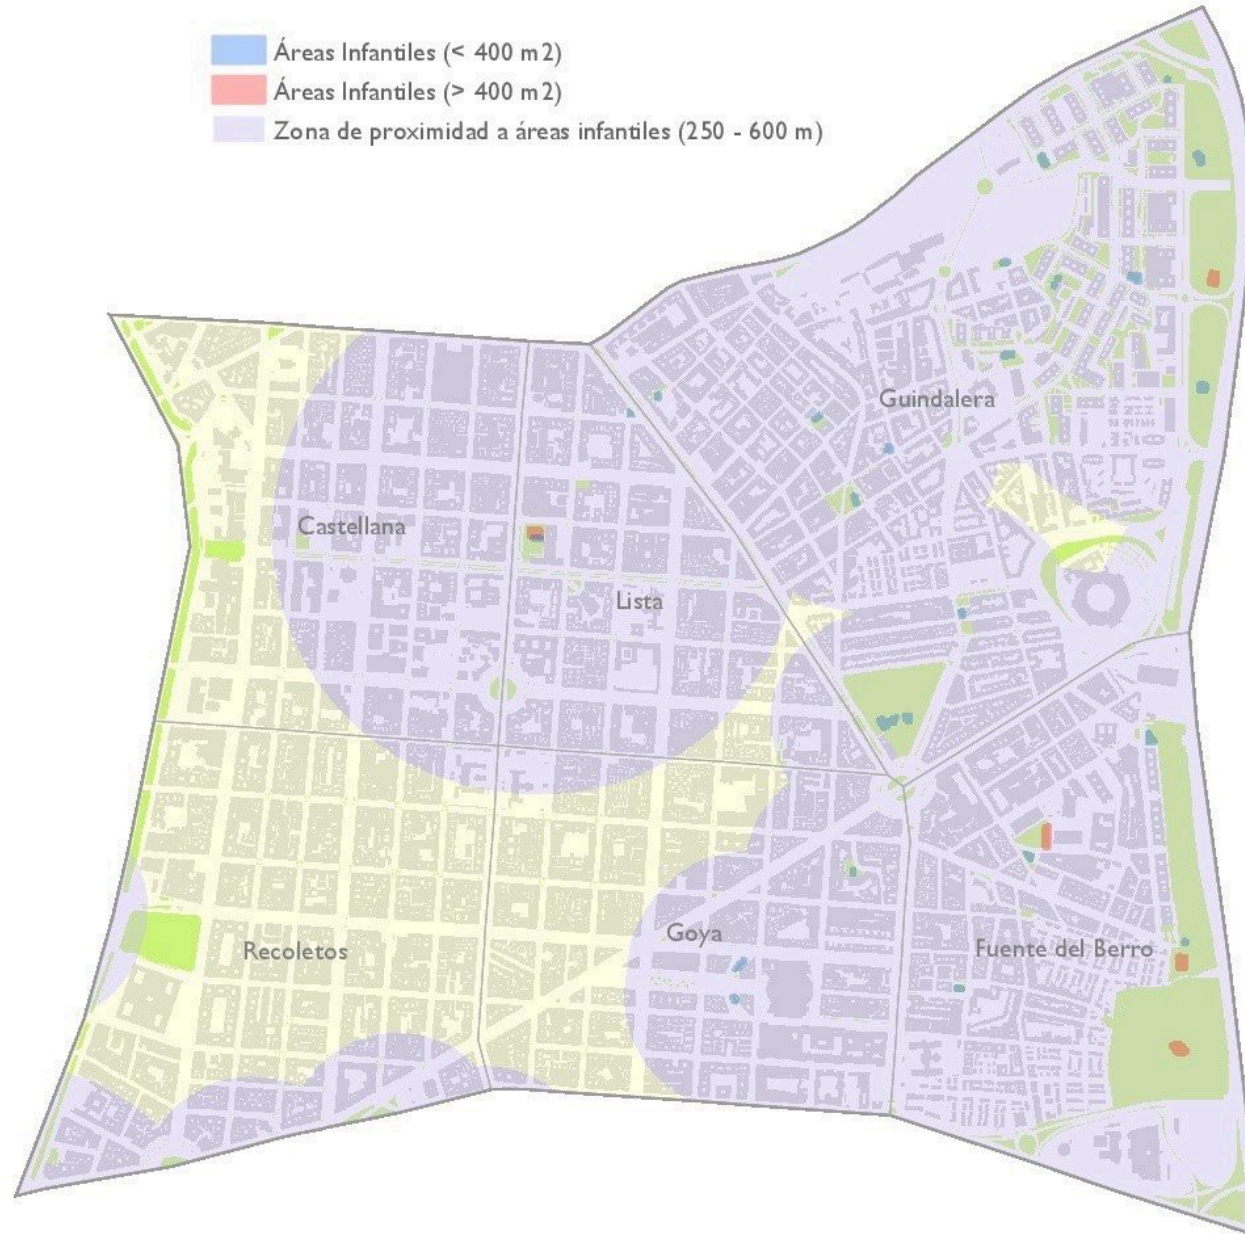 Áreas Infantiles (< 400 m2)
Áreas Infantiles (> 400 m2)
Zona de proximidad a áreas infantiles (250 - 600 m)
Guindalera
Castellana
Lista
Goya
Recoletos
Fuente del Berro